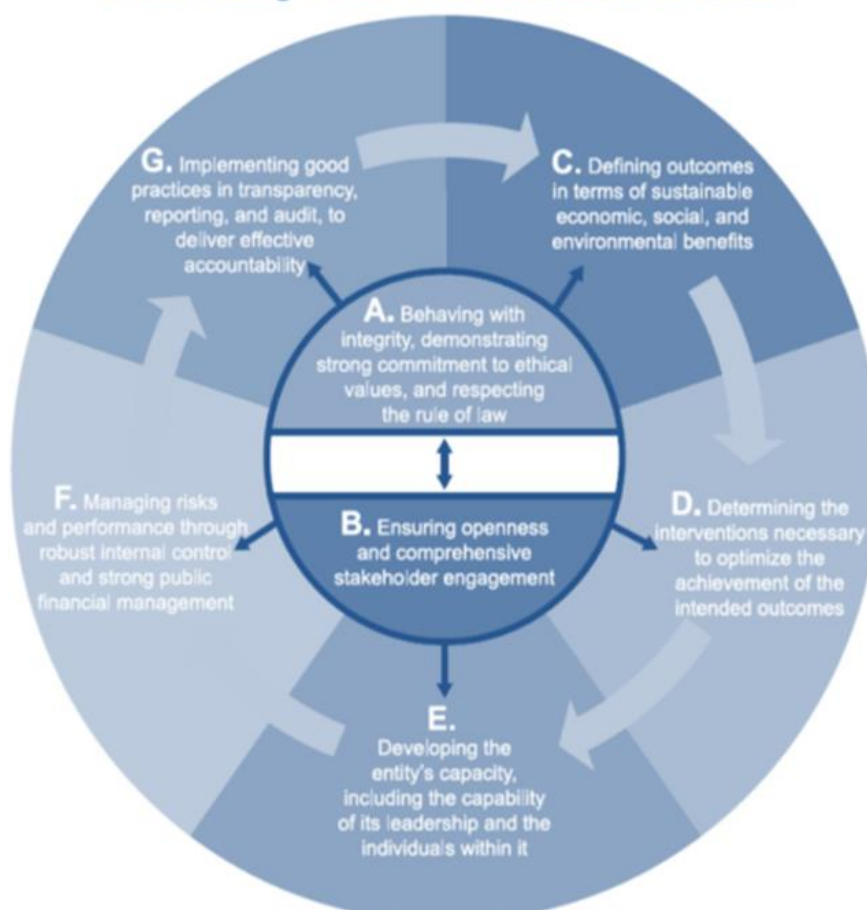 G. Implementing good
practices in transparency,
reporting, and audit, to
deliver effective
accountability
C. Defining outcomes
in terms of sustainable
economic, social, and
environmental benefits
A. Behaving with
integrity, demonstrating
strong commitment to ethical
values, and respecting
the rule of law
B. Ensuring openness
and comprehensive
stakeholder engagement
D. Determining the
interventions necessary
to optimize the
achievement of the
intended outcomes
F. Managing risks
and performance through
robust internal control
and strong public
financial management
E.
Developing the
entity's capacity,
including the capability
of its leadership and the
individuals within it